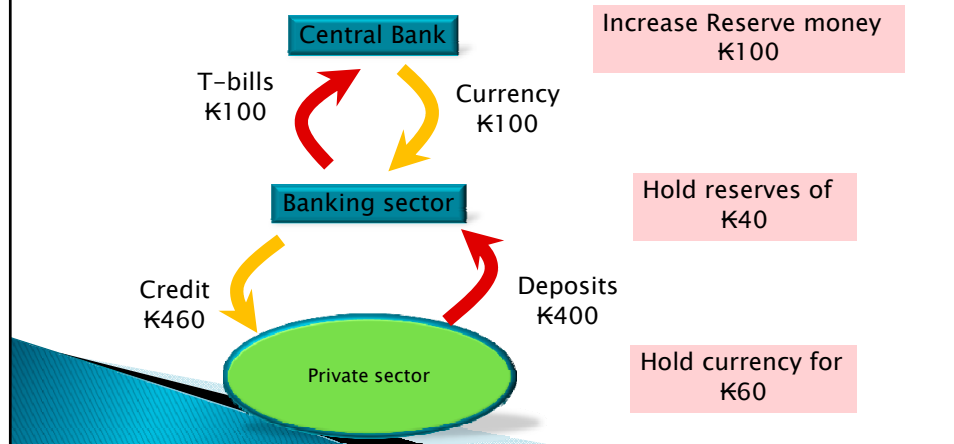 Central Bank
Increase Reserve money
₭100
T-bills
₭100
Currency
₭100
Banking sector
Hold reserves of
₭40
Credit
₭460
Deposits
₭400
Private sector
Hold currency for
₭60